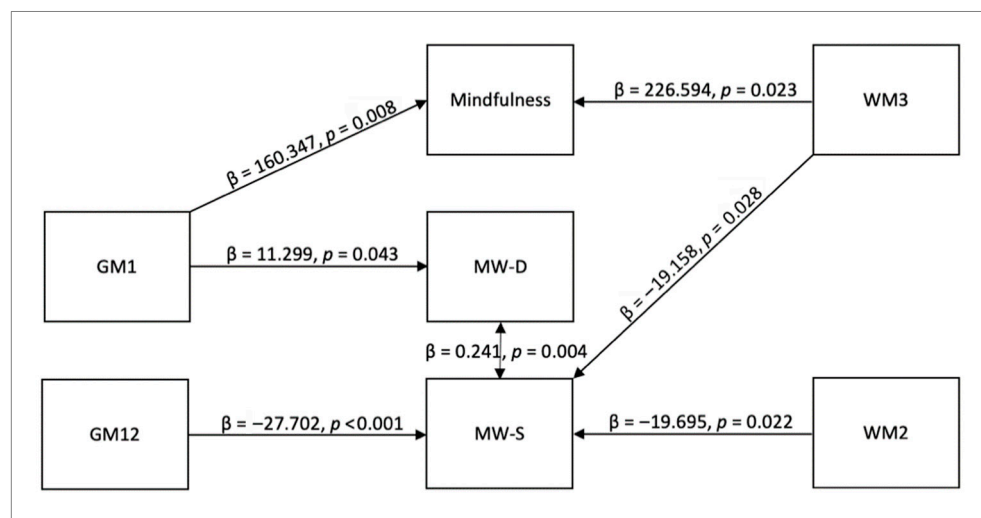 Mindfulness
β = 226.594, p = 0.023
WM3
β = 160.347, p = 0.008
GM1
β = 11.299, p = 0.043
MW-D
β = −19.158, p = 0.028
β = 0.241, p = 0.004
GM12
β = −27.702, p <0.001
MW-S
β = −19.695, p = 0.022
WM2